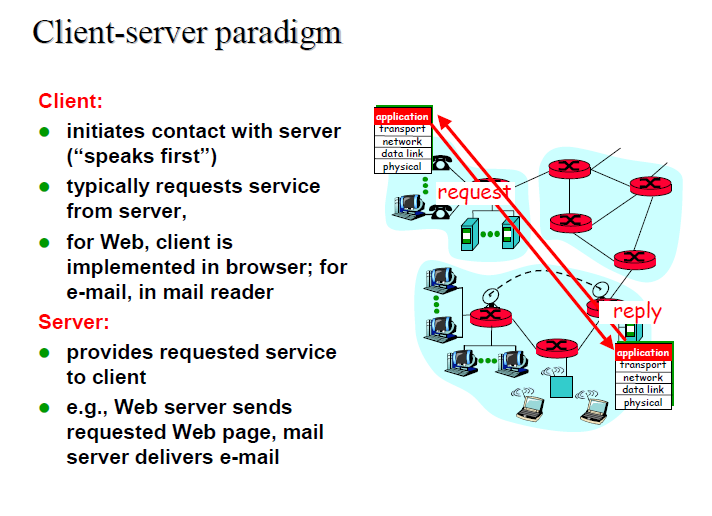 Client-server paradigm
Client:
● initiates contact with server
(“speaks first”)
● typically requests service
from server,
● for Web, client is
implemented in browser; for
e-mail, in mail reader
Server:
● provides requested service
to client
● e.g., Web server sends
requested Web page, mail
server delivers e-mail
application
transport
network
data link
physical
request
reply
application
transport
network
data link
physical